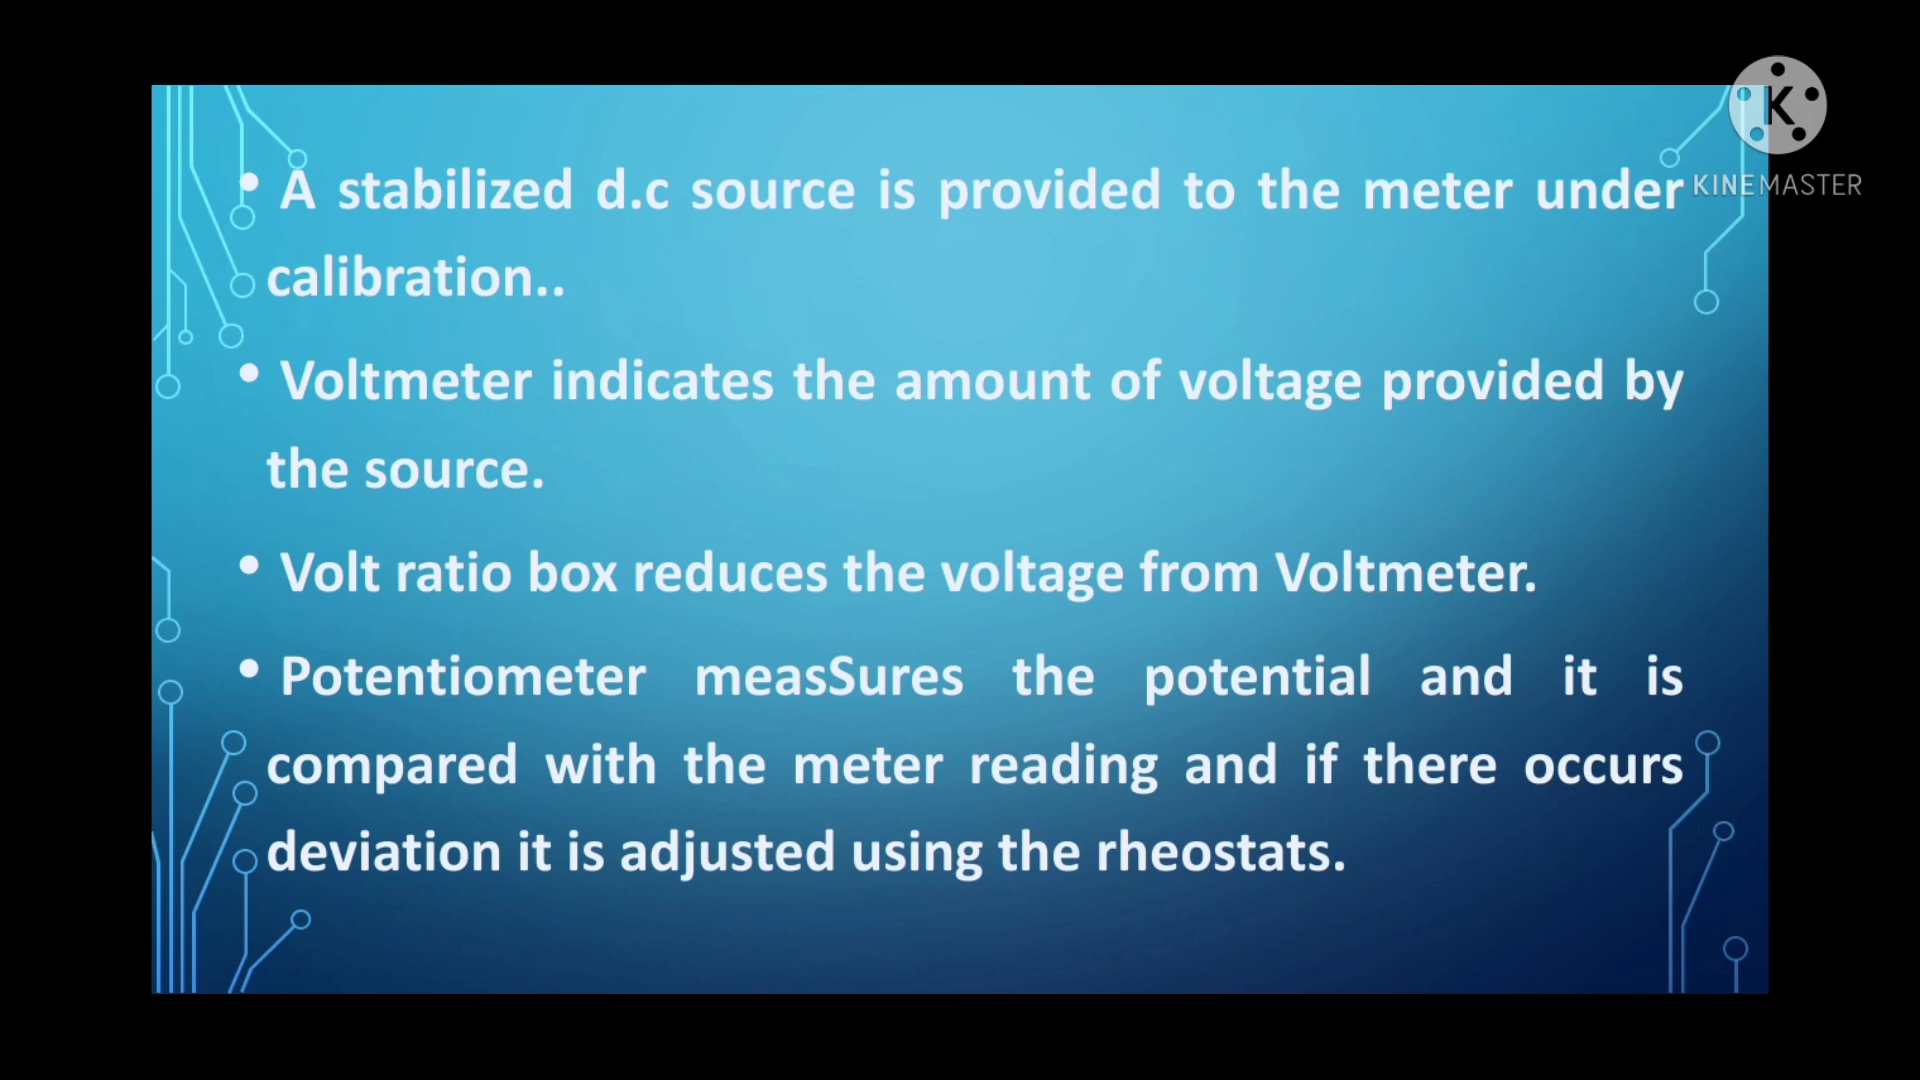 • A stabilized d.c source is provided to the meter under
calibration..
• Voltmeter indicates the amount of voltage provided by
the source.
• Volt ratio box reduces the voltage from Voltmeter.
• Potentiometer measSures the potential and it is
compared with the meter reading and if there occurs
deviation it is adjusted using the rheostats.
K
KINEMASTER